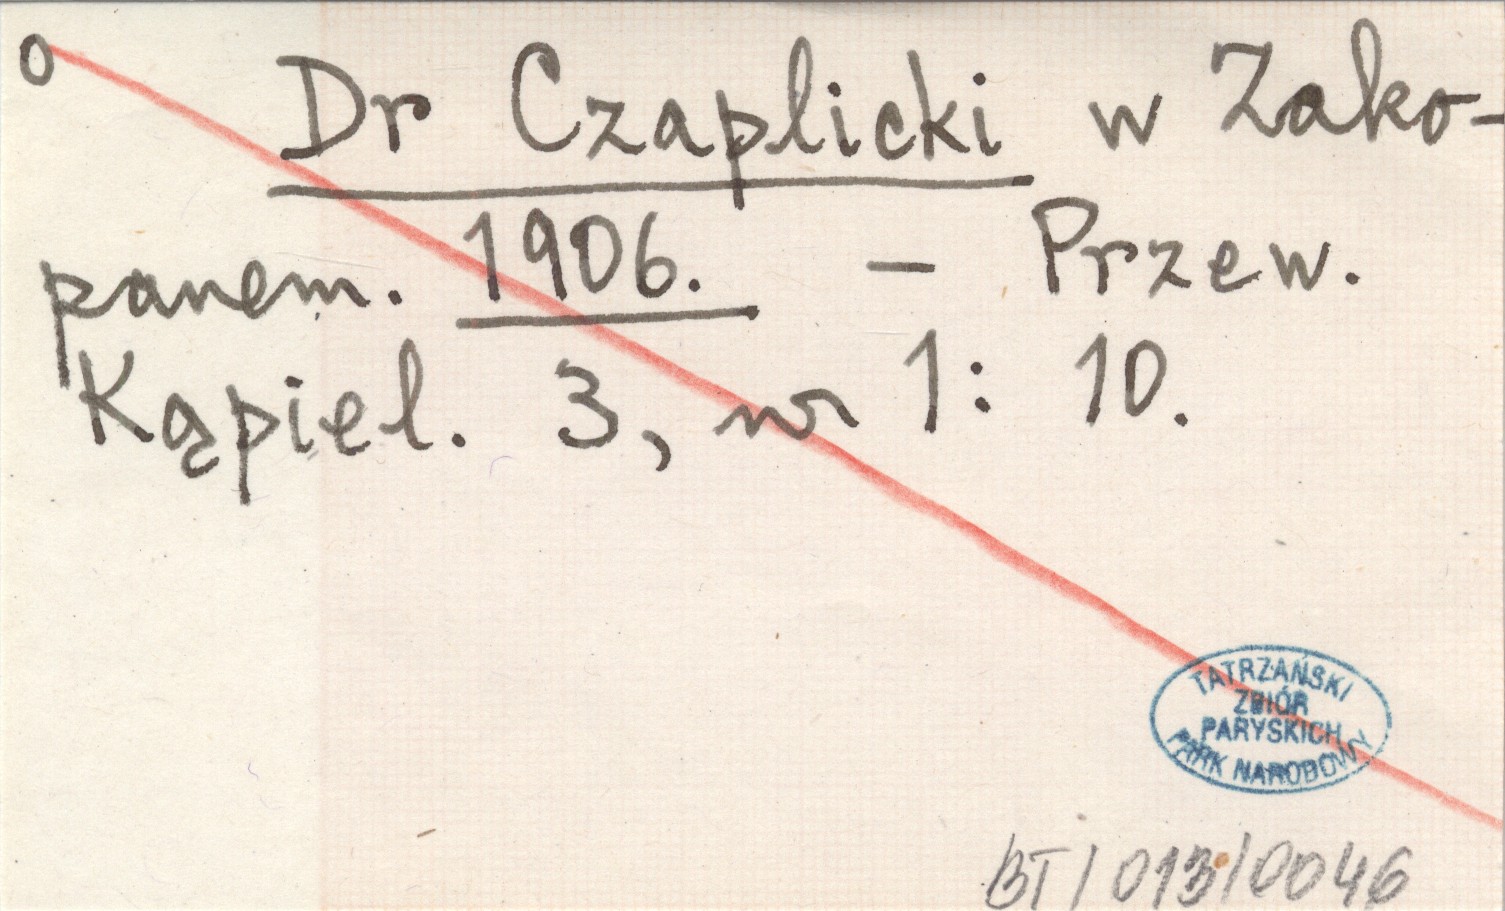 O
Dr Czaplicki w Zako-
panem. 1906. – Przew.
Kąpiel. 3, nr 1: 10.
TATRZAŃSKI
ZBIÓR
PARYSKICH
PARK NARODOWY
BT/013/0046